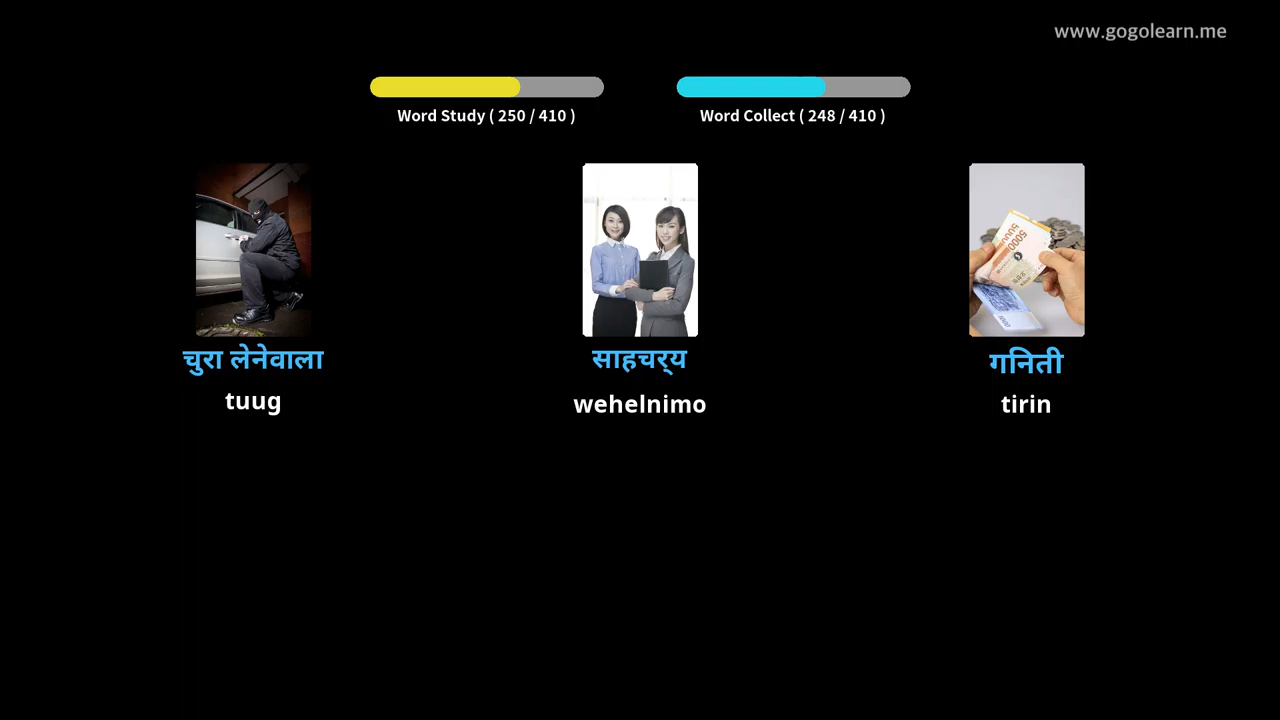 www.gogolearn.me
Word Study ( 250 / 410 )
Word Collect ( 248 / 410 )
चुरा लेनेवाला
साहचर्य
गनिती
tuug
wehelnimo
tirin